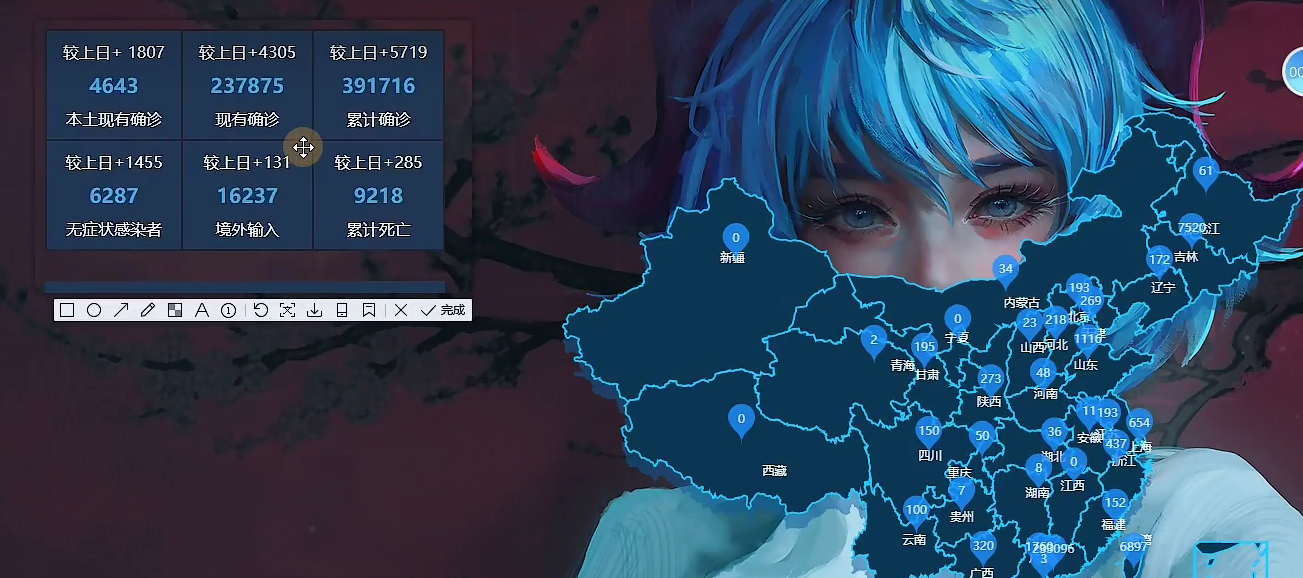 较上日+ 1807
4643
本土现有确诊
较上日+4305
237875
现有确诊
较上日+5719
391716
累计确诊
较上日+1455
6287
无症状感染者
较上日+131
16237
境外输入
较上日+285
9218
累计死亡
完成
00
61
7520
江
吉林
172
辽宁
0
新疆
34
内蒙古
193
269
北京
0
宁夏
23
山西
218
河北
1116
山东
2
青海
195
甘肃
273
陕西
48
河南
0
西藏
150
四川
50
重庆
36
湖北
11
安徽
193
654
上海
437
浙江
8
湖南
0
江西
7
贵州
100
云南
152
福建
320
广西
3
6897